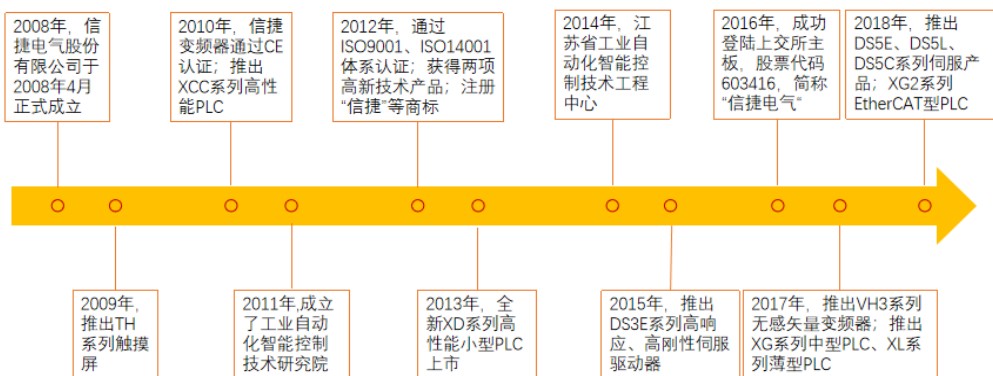 2008年，信
捷电气股份
有限公司于
2008年4月
正式成立
2010年，信捷
变频器通过CE
认证；推出
XCC系列高性
能PLC
2012年，通过
ISO9001、ISO14001
体系认证；获得两项
高新技术产品；注册
“信捷”等商标
2014年，江
苏省工业自
动化智能控
制技术工程
中心
2016年，成功
登陆上交所主
板，股票代码
603416，简称
“信捷电气“
2018年，推出
DS5E、DS5L、
DS5C系列伺服产
品；XG2系列
EtherCAT型PLC
2009年，
推出TH
系列触摸
屏
2011年,成立
了工业自动
化智能控制
技术研究院
2013年，全
新XD系列高
性能小型PLC
上市
2015年，推出
DS3E系列高响
应、高刚性伺服
驱动器
2017年，推出VH3系列
无感矢量变频器；推出
XG系列中型PLC、XL系
列薄型PLC